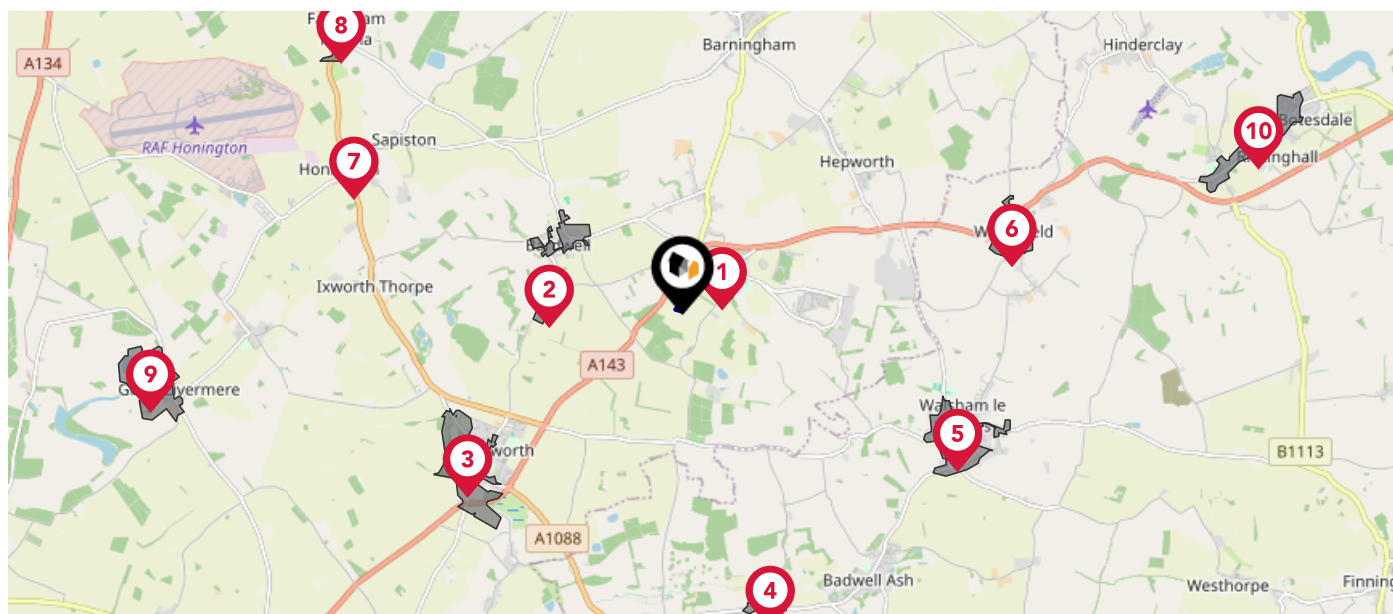 8
Barningham
Hinderclay
A134
RAF Honington
Sapiston
10
7
Hepworth
6
1
2
Ixworth Thorpe
A143
9
5
3
B1113
A1088
4
Badwell Ash
Westhorpe